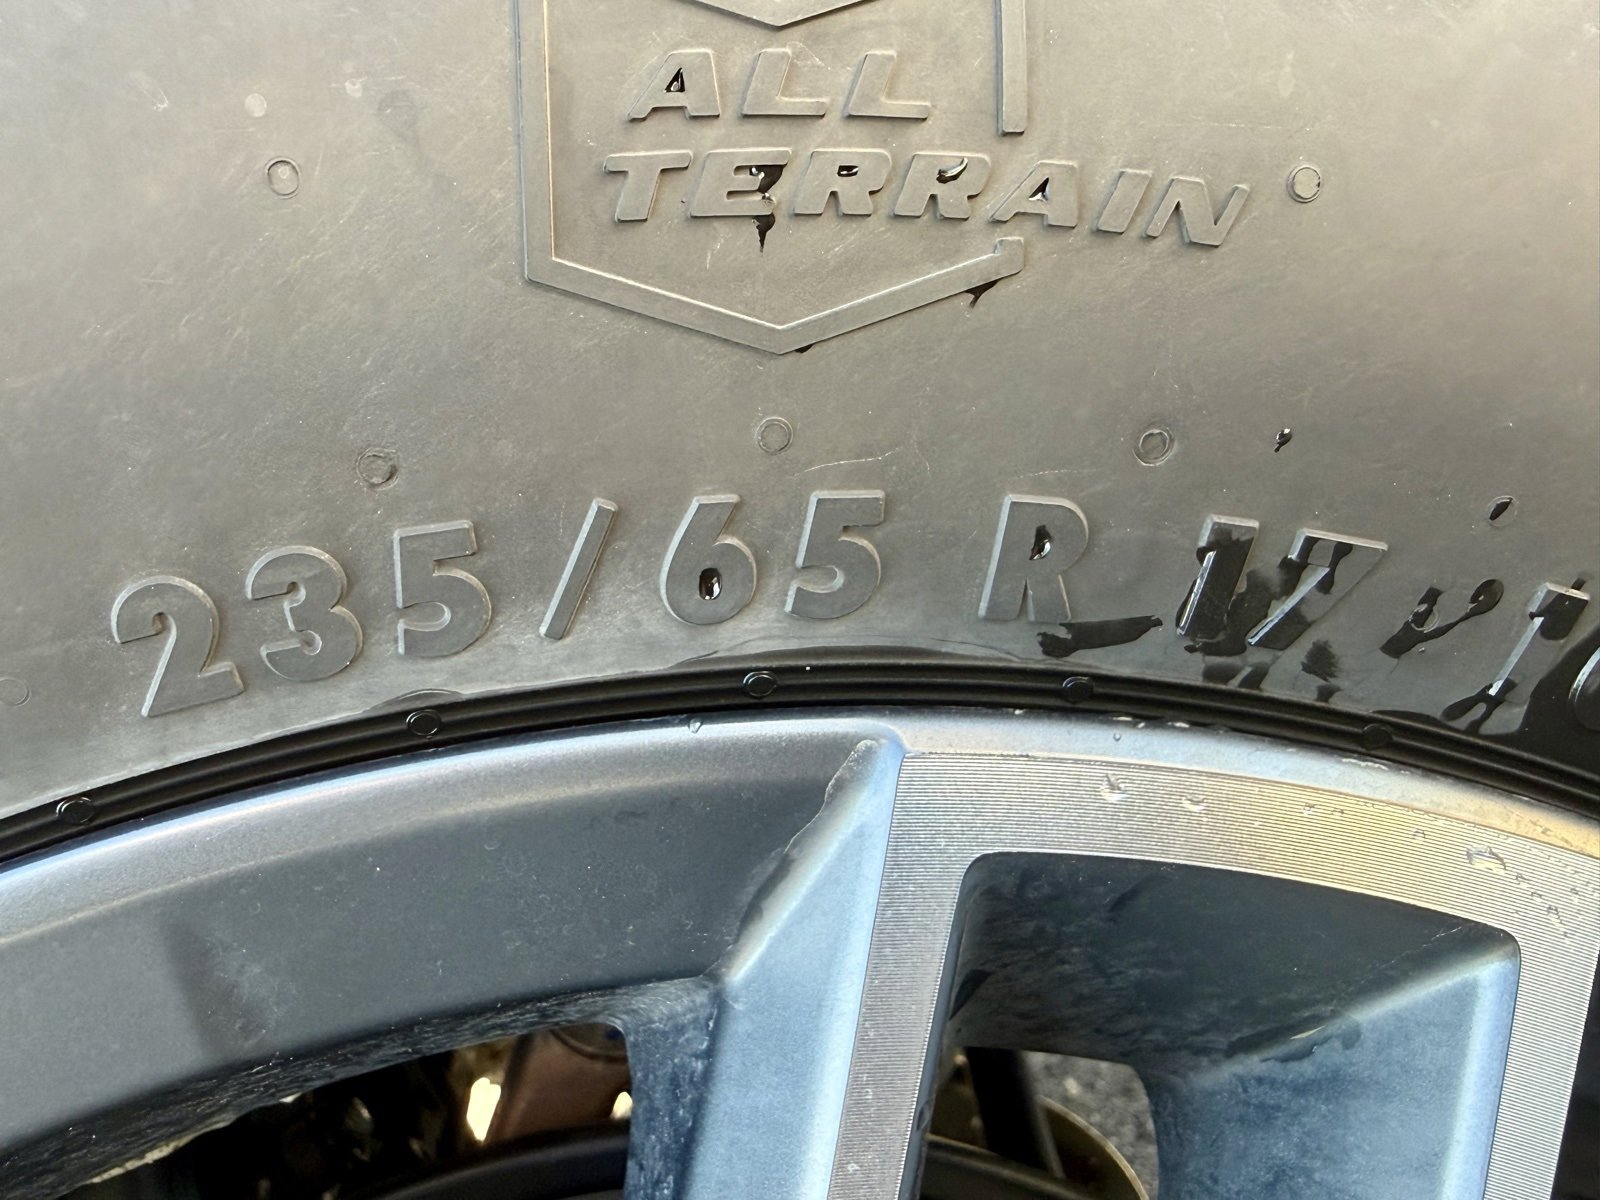 ALL
TERRAIN
235/65 R 17